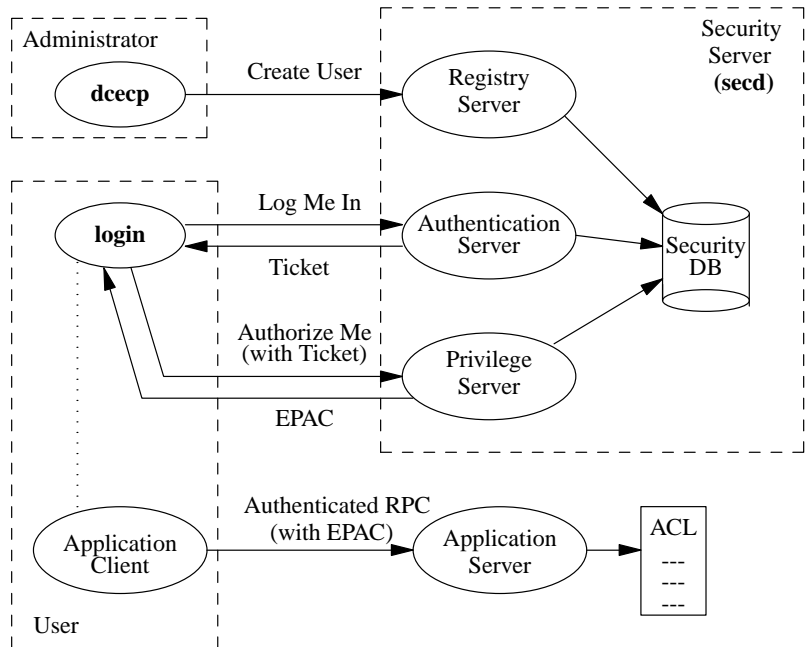 Administrator
dcecp
Create User
Registry
Server
Security
Server
(secd)
login
Log Me In
Ticket
Authentication
Server
Security
DB
Authorize Me
(with Ticket)
EPAC
Privilege
Server
Application
Client
User
Authenticated RPC
(with EPAC)
Application
Server
ACL
---
---
---